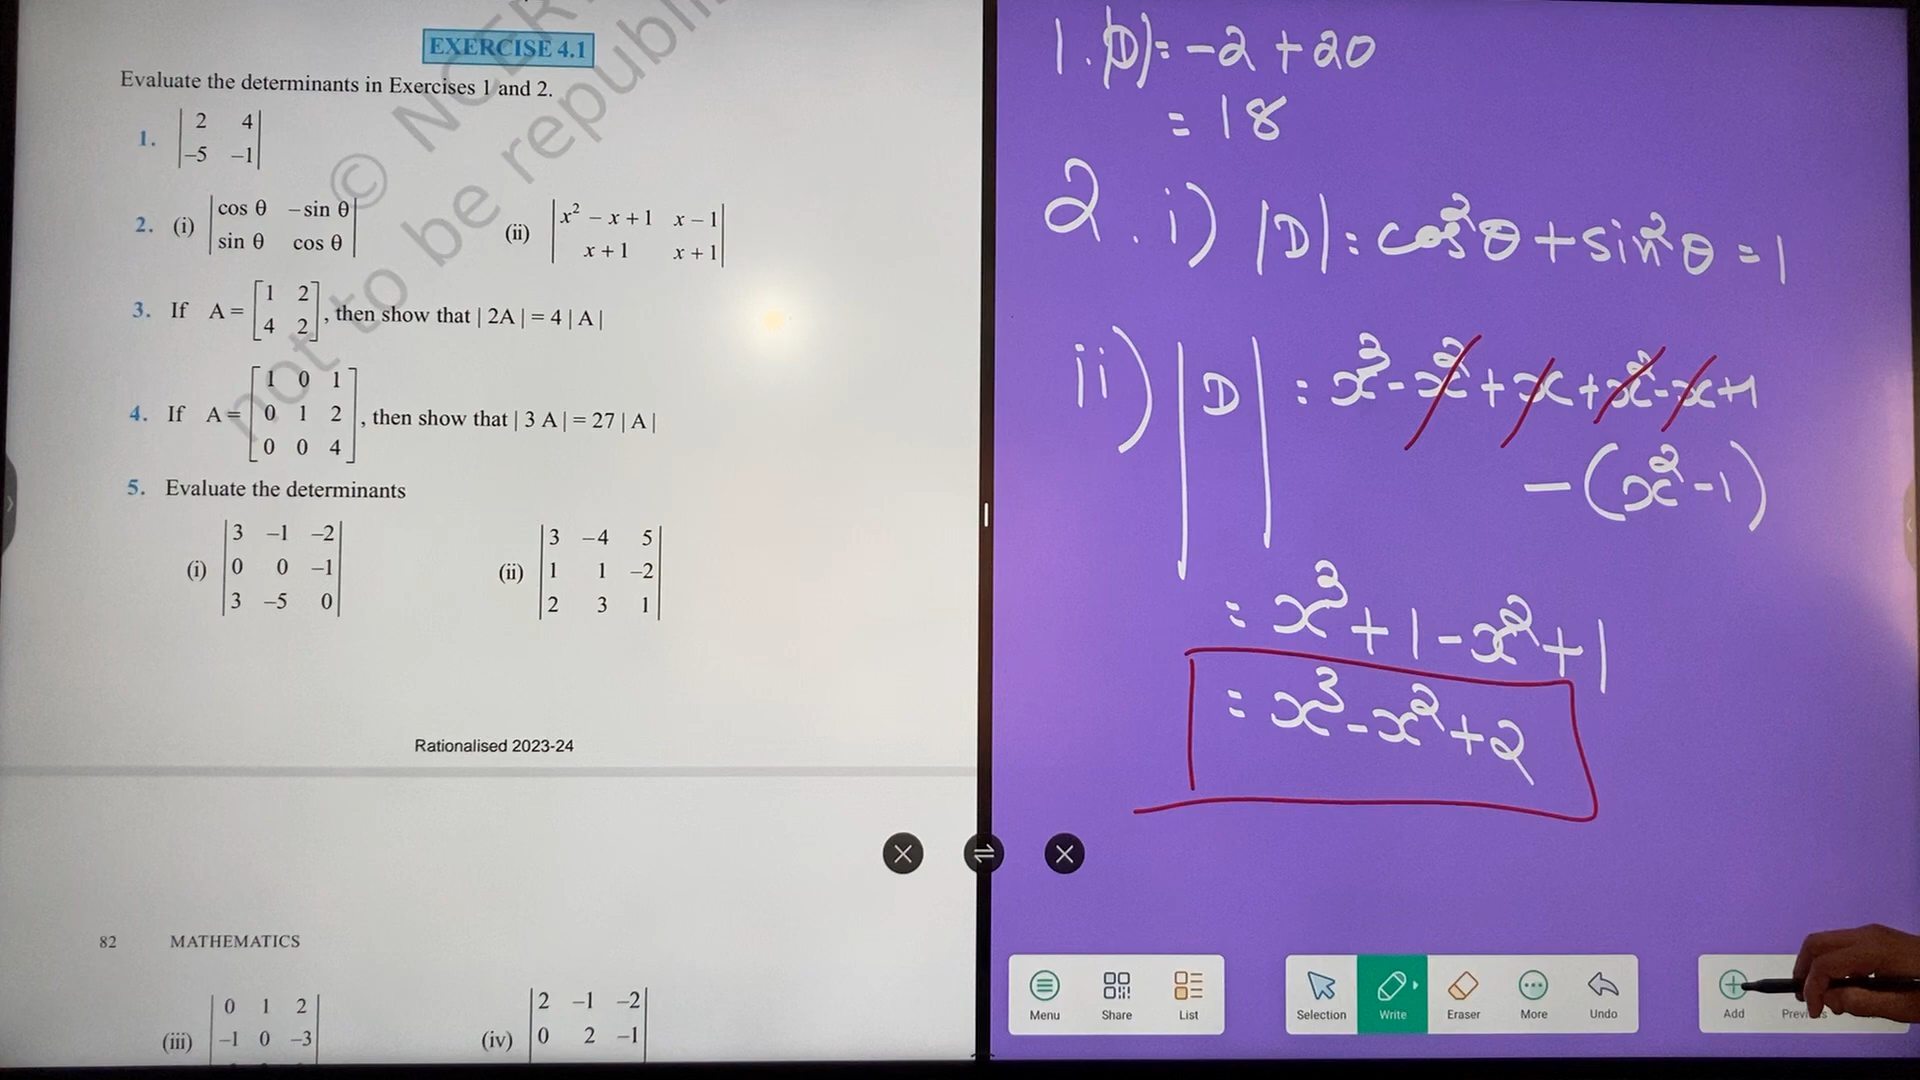 © NCER
not to be republi
EXERCISE 4.1
Evaluate the determinants in Exercises 1 and 2.
1. | 2 4 |
| –5 –1 |
2. (i) | cos θ – sin θ |
| sin θ cos θ |
(ii) | x² – x + 1 x – 1 |
| x + 1 x + 1 |
3. If A = [ 1 2 ]
[ 4 2 ] , then show that | 2A | = 4 | A |
4. If A = [ 1 0 1 ]
[ 0 1 2 ]
[ 0 0 4 ] , then show that | 3 A | = 27 | A |
5. Evaluate the determinants
(i) | 3 –1 –2 |
| 0 0 –1 |
| 3 –5 0 |
(ii) | 3 –4 5 |
| 1 1 –2 |
| 2 3 1 |
Rationalised 2023-24
82 MATHEMATICS
(iii) | 0 1 2 |
| –1 0 –3 |
(iv) | 2 –1 –2 |
| 0 2 –1 |
1. |D| = -2 + 20
= 18
2. i) |D| = cos²θ + sin²θ = 1
ii) |D| = x³ - x² + x + x² - x + 1
- (x² - 1)
= x³ + 1 - x² + 1
= x³ - x² + 2
Menu Share List Selection Write Eraser More Undo Add